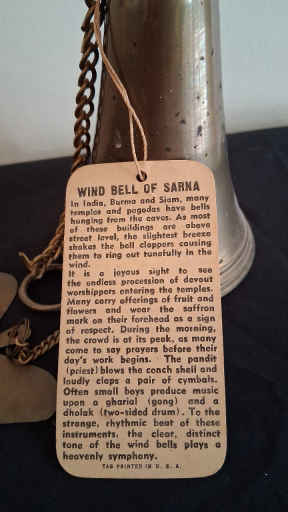 WIND BELL OF SARNA
In India, Burma and Siam, many
temples and pagodas have bells
hunging from the eaves. As most
of these buildings are above
street level, the slightest breeze
shakes the bell clappers causing
them to ring out tunefully in the
wind.
It is a joyous sight to see
the endless procession of devout
worshippers entering the temples.
Many carry offerings of fruit and
flowers and wear the saffron
mark on their forehead as a sign
of respect. During the morning,
the crowd is at its peak, as many
come to say prayers before their
day's work begins. The pandit
(priest) blows the conch shell and
loudly claps a pair of cymbals.
Often small boys produce music
upon a gharial (gong) and a
dholak (two-sided drum). To the
strange, rhythmic beat of these
instruments, the clear, distinct
tone of the wind bells plays a
heavenly symphony.
TAG PRINTED IN U. S. A.